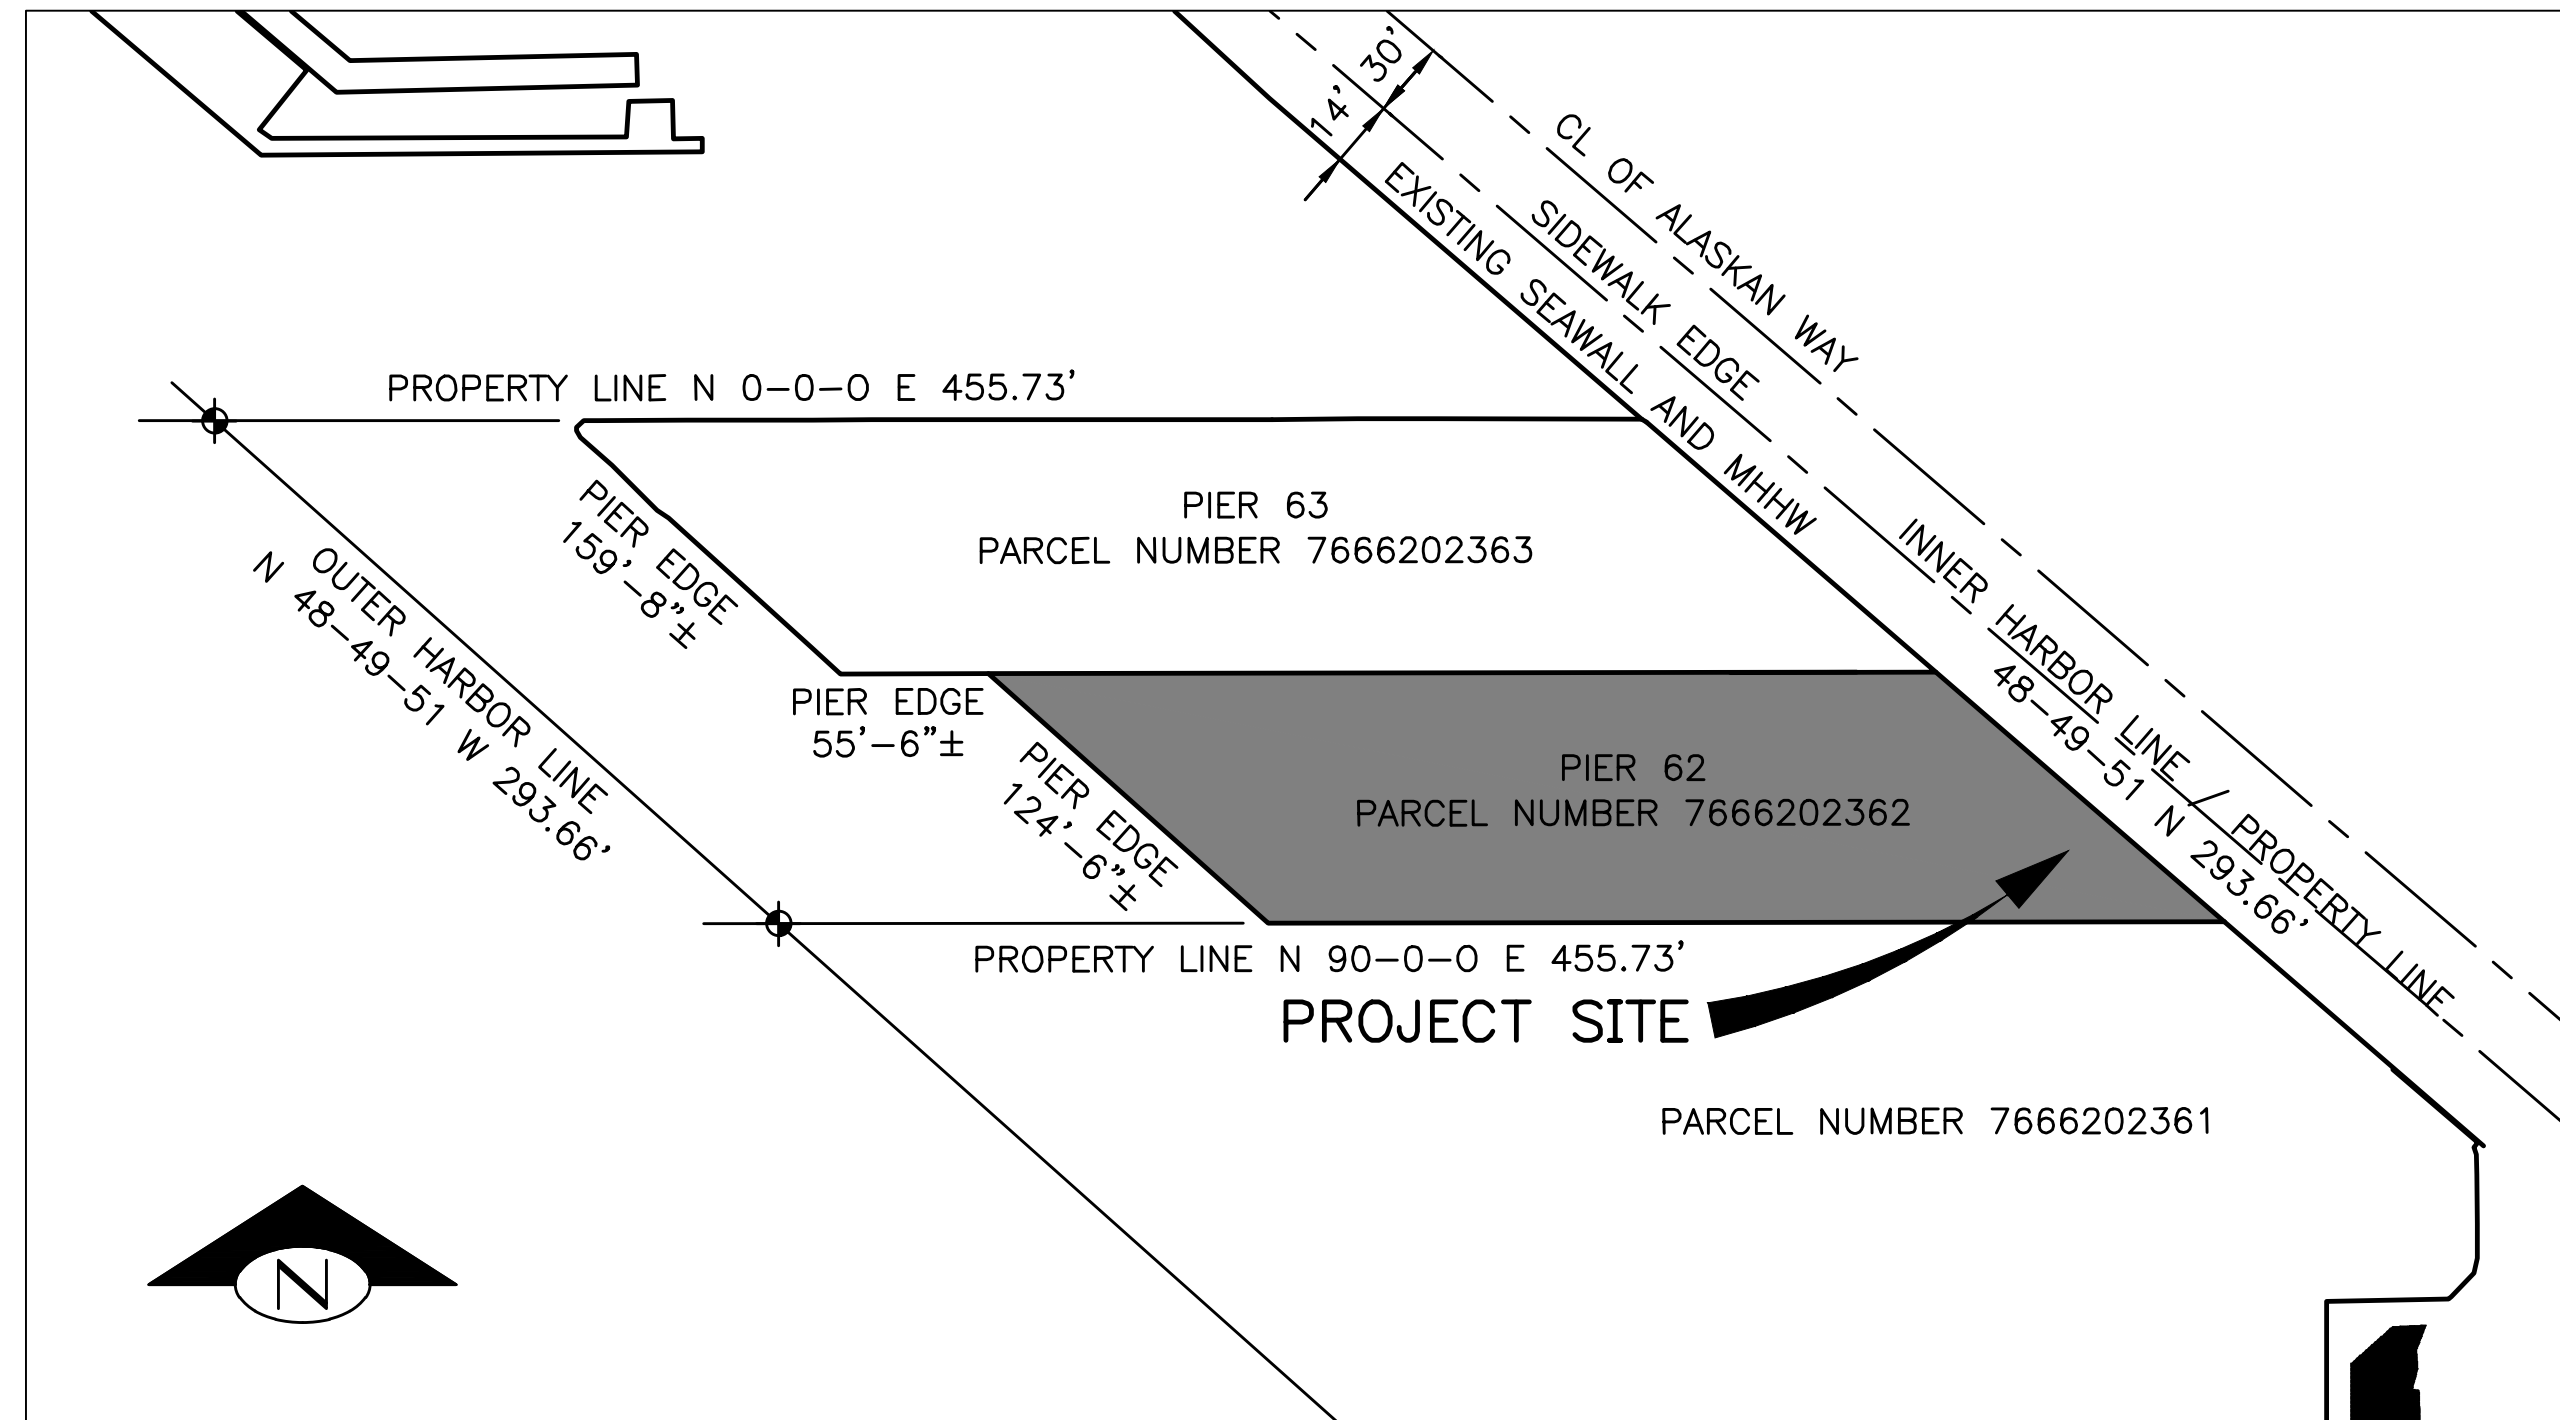 30'
14'
CL OF ALASKAN WAY
SIDEWALK EDGE
EXISTING SEAWALL AND MHHW
PROPERTY LINE N 0-0-0 E 455.73'
PIER 63
PARCEL NUMBER 7666202363
PIER EDGE
159'-8"±
OUTER HARBOR LINE
N 48-49-51 W 293.66'
INNER HARBOR LINE / PROPERTY LINE
48-49-51 N 293.66'
PIER EDGE
55'-6"±
PIER EDGE
124'-6"±
PIER 62
PARCEL NUMBER 7666202362
PROPERTY LINE N 90-0-0 E 455.73'
PROJECT SITE
PARCEL NUMBER 7666202361
N